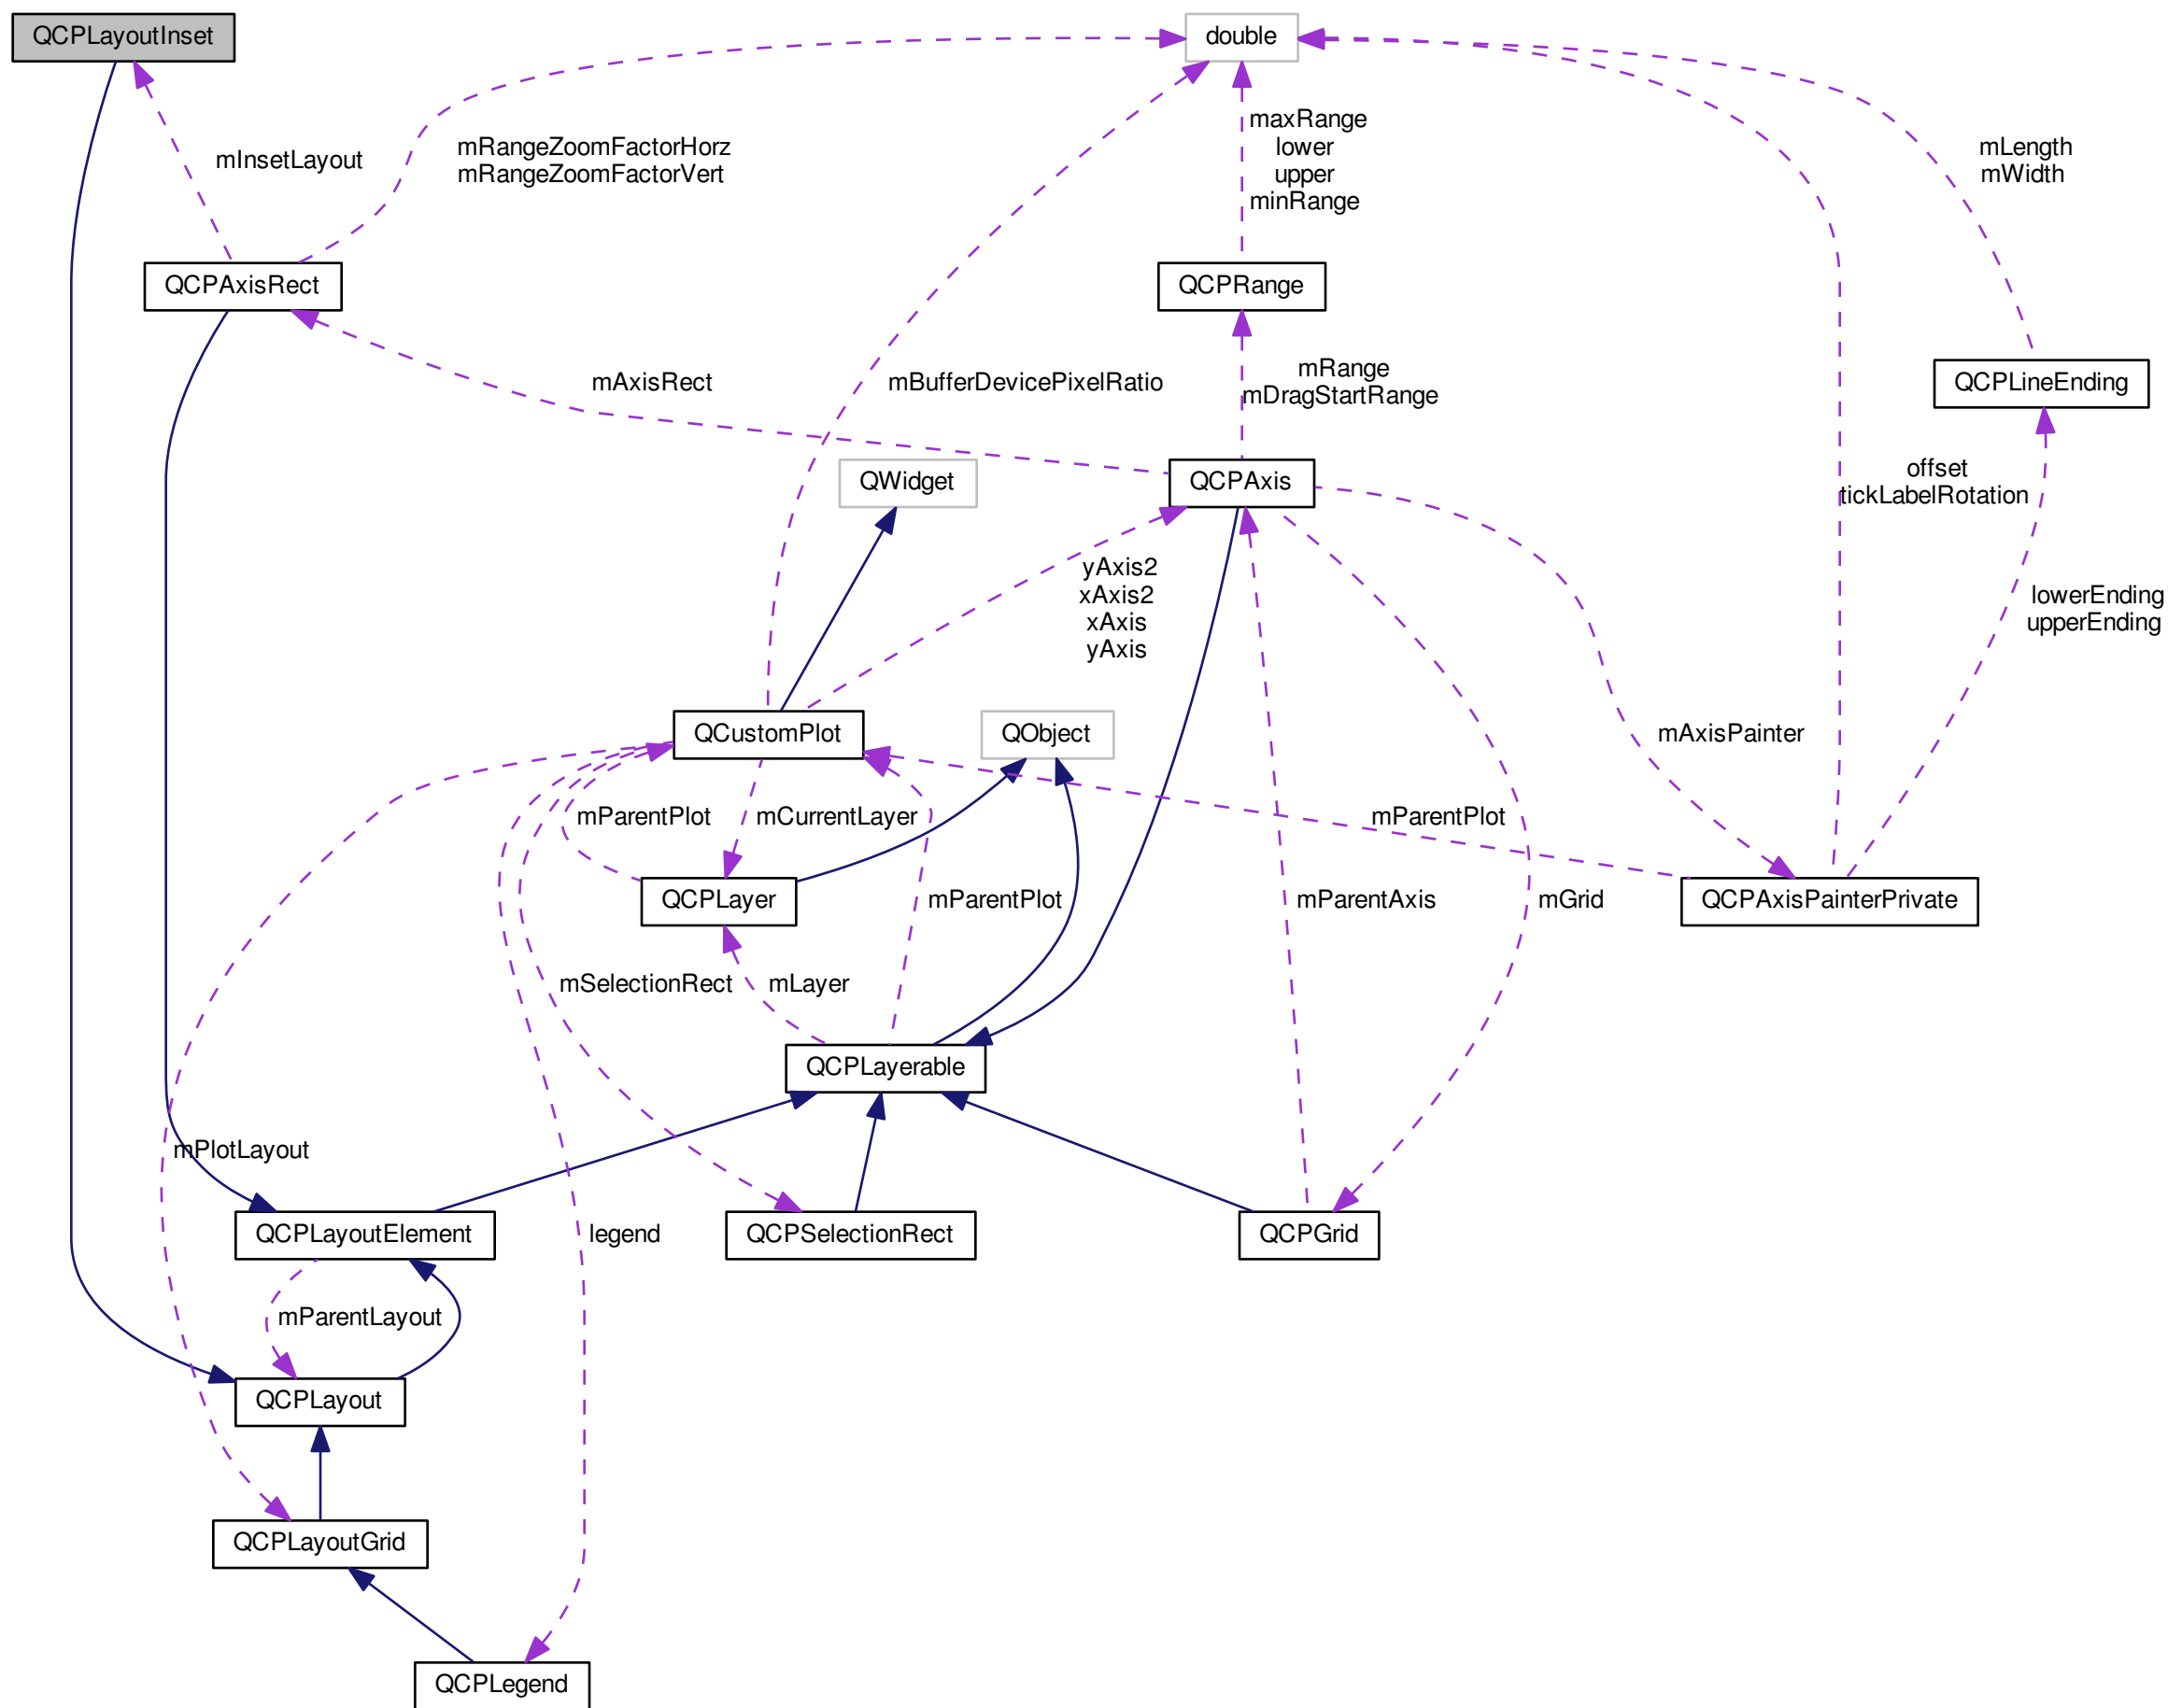 QCPLayoutInset
double
maxRange
lower
upper
minRange
mInsetLayout
mRangeZoomFactorHorz
mRangeZoomFactorVert
mLength
mWidth
QCPAxisRect
QCPRange
mAxisRect
mBufferDevicePixelRatio
mRange
mDragStartRange
QCPLineEnding
QWidget
QCPAxis
offset
tickLabelRotation
yAxis2
xAxis2
xAxis
yAxis
lowerEnding
upperEnding
QCustomPlot
QObject
mAxisPainter
mParentPlot
mCurrentLayer
mParentPlot
QCPLayer
mParentPlot
mParentAxis
mGrid
QCPAxisPainterPrivate
mSelectionRect
mLayer
QCPLayerable
mPlotLayout
QCPLayoutElement
legend
QCPSelectionRect
QCPGrid
mParentLayout
QCPLayout
QCPLayoutGrid
QCPLegend